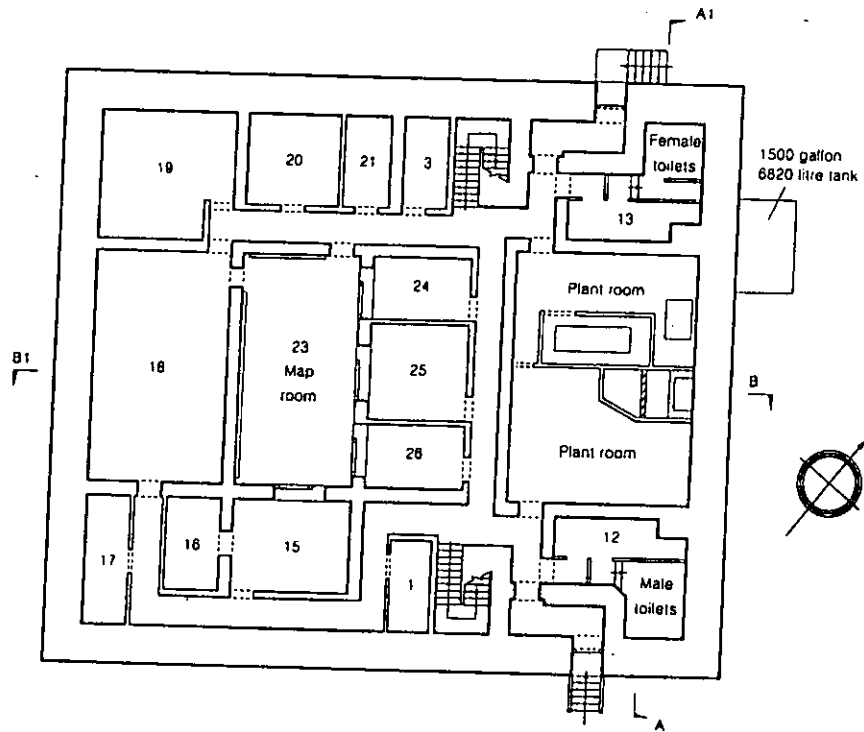 A1
19
20
21
3
Female
toilets
1500 gallon
6820 litre tank
13
24
Plant room
B1
18
23
Map
room
25
B
26
Plant room
17
16
15
1
12
Male
toilets
A